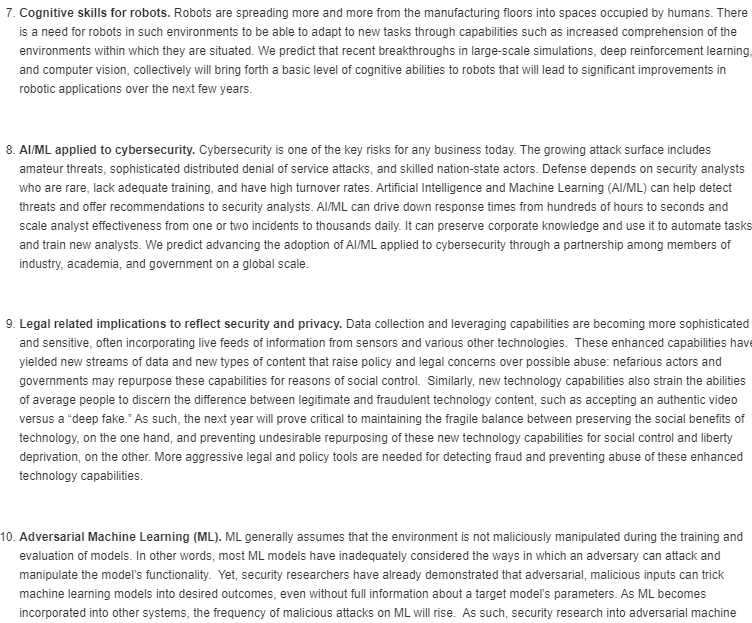 7. Cognitive skills for robots. Robots are spreading more and more from the manufacturing floors into spaces occupied by humans. There
is a need for robots in such environments to be able to adapt to new tasks through capabilities such as increased comprehension of the
environments within which they are situated. We predict that recent breakthroughs in large-scale simulations, deep reinforcement learning,
and computer vision, collectively will bring forth a basic level of cognitive abilities to robots that will lead to significant improvements in
robotic applications over the next few years.
8. AI/ML applied to cybersecurity. Cybersecurity is one of the key risks for any business today. The growing attack surface includes
amateur threats, sophisticated distributed denial of service attacks, and skilled nation-state actors. Defense depends on security analysts
who are rare, lack adequate training, and have high turnover rates. Artificial Intelligence and Machine Learning (AI/ML) can help detect
threats and offer recommendations to security analysts. AI/ML can drive down response times from hundreds of hours to seconds and
scale analyst effectiveness from one or two incidents to thousands daily. It can preserve corporate knowledge and use it to automate tasks
and train new analysts. We predict advancing the adoption of AI/ML applied to cybersecurity through a partnership among members of
industry, academia, and government on a global scale.
9. Legal related implications to reflect security and privacy. Data collection and leveraging capabilities are becoming more sophisticated
and sensitive, often incorporating live feeds of information from sensors and various other technologies. These enhanced capabilities have
yielded new streams of data and new types of content that raise policy and legal concerns over possible abuse: nefarious actors and
governments may repurpose these capabilities for reasons of social control. Similarly, new technology capabilities also strain the abilities
of average people to discern the difference between legitimate and fraudulent technology content, such as accepting an authentic video
versus a “deep fake.” As such, the next year will prove critical to maintaining the fragile balance between preserving the social benefits of
technology, on the one hand, and preventing undesirable repurposing of these new technology capabilities for social control and liberty
deprivation, on the other. More aggressive legal and policy tools are needed for detecting fraud and preventing abuse of these enhanced
technology capabilities.
10. Adversarial Machine Learning (ML). ML generally assumes that the environment is not maliciously manipulated during the training and
evaluation of models. In other words, most ML models have inadequately considered the ways in which an adversary can attack and
manipulate the model’s functionality. Yet, security researchers have already demonstrated that adversarial, malicious inputs can trick
machine learning models into desired outcomes, even without full information about a target model’s parameters. As ML becomes
incorporated into other systems, the frequency of malicious attacks on ML will rise. As such, security research into adversarial machine